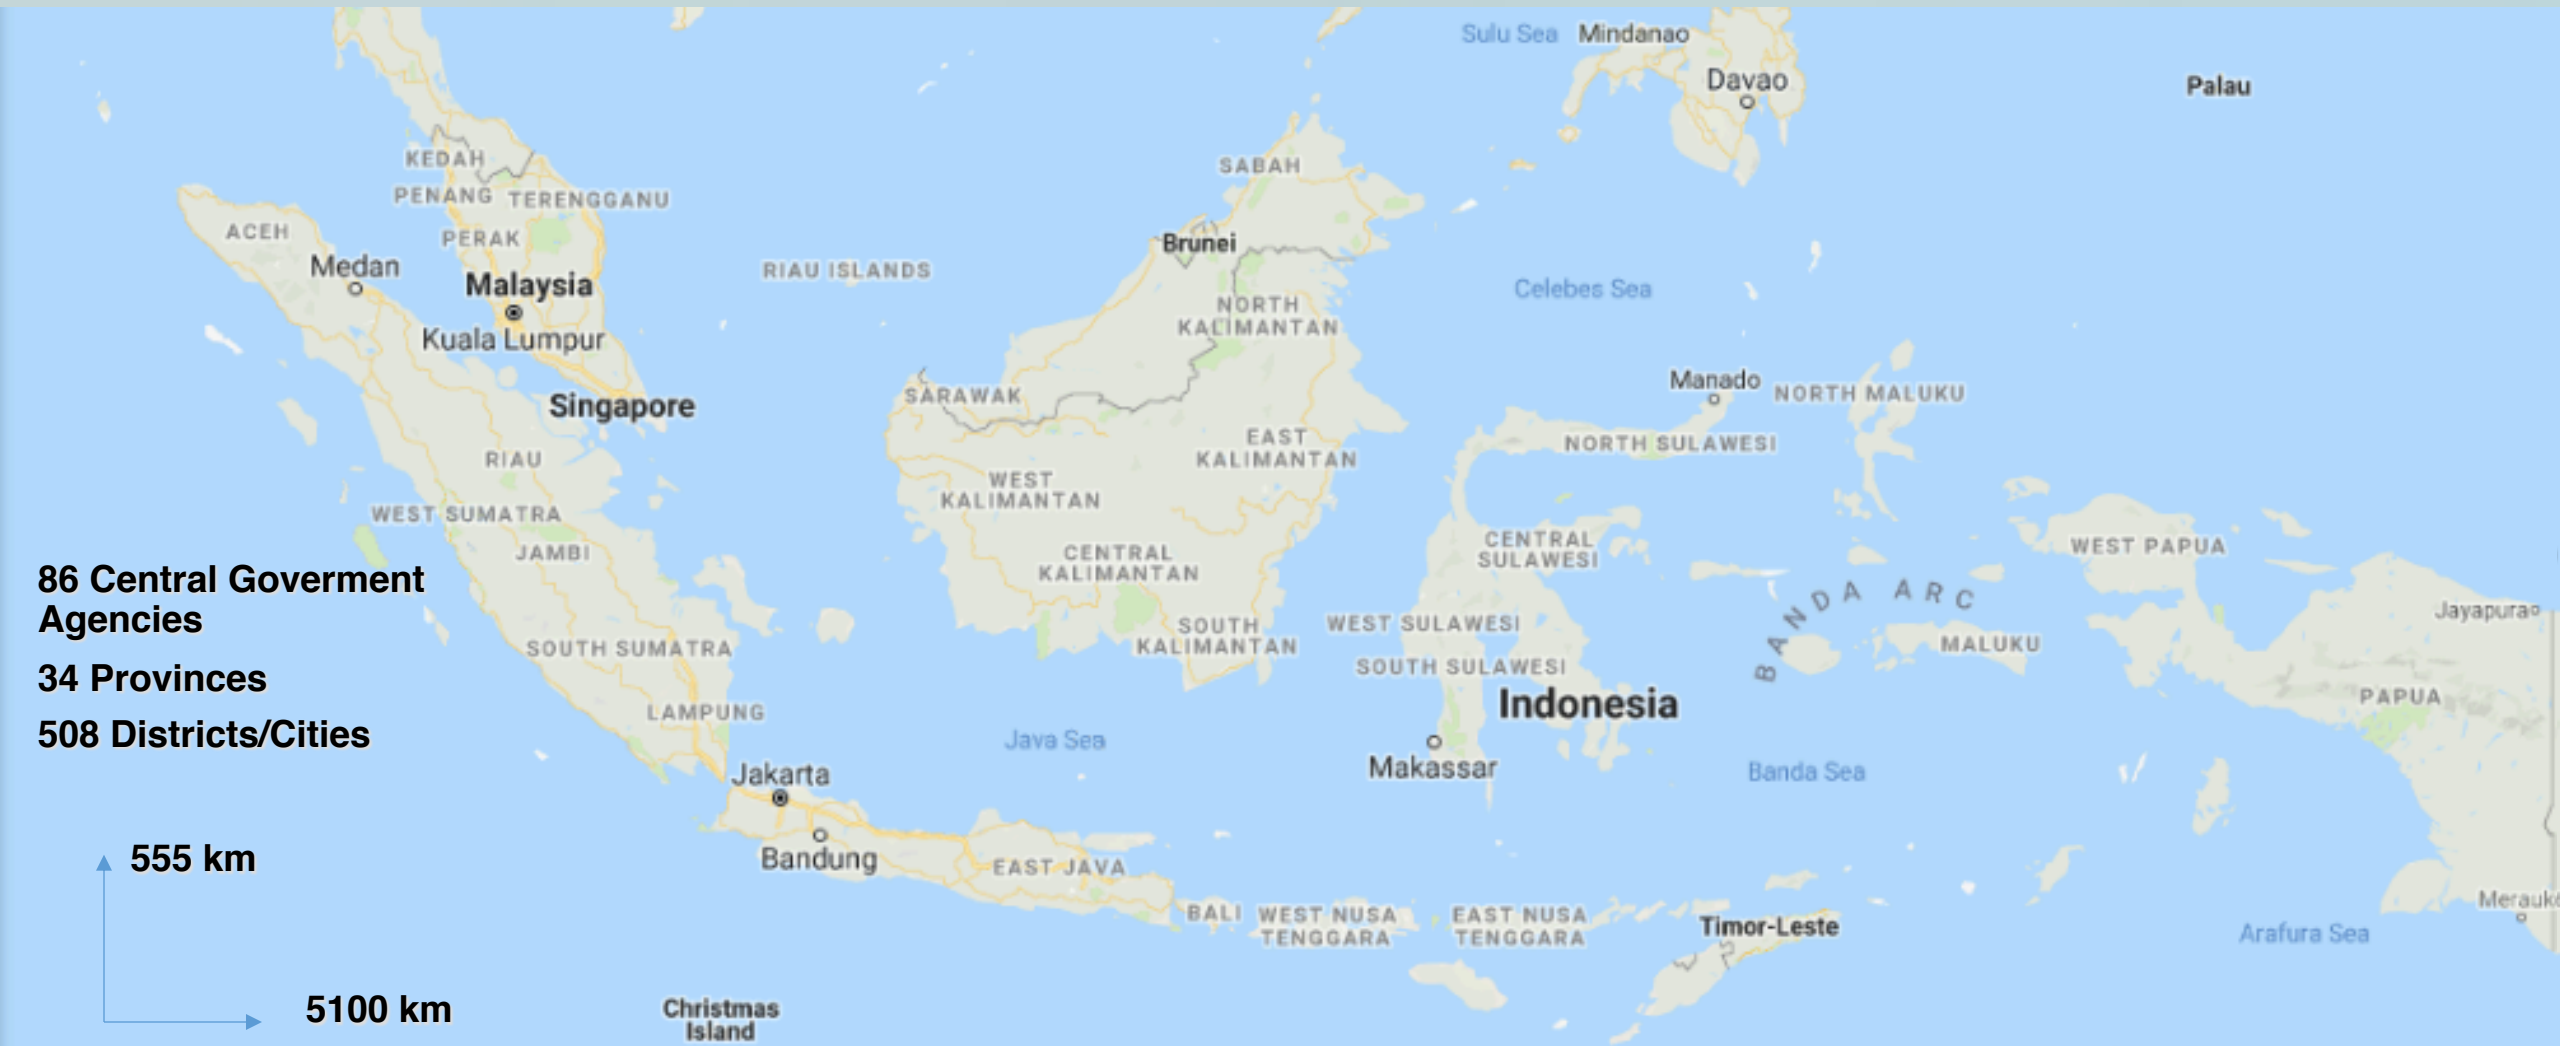 Sulu Sea
Mindanao
Davao
Palau
KEDAH
PENANG
TERENGGANU
SABAH
ACEH
PERAK
Brunei
Medan
Malaysia
RIAU ISLANDS
Kuala Lumpur
Celebes Sea
NORTH
KALIMANTAN
Singapore
SARAWAK
Manado
NORTH MALUKU
RIAU
EAST
KALIMANTAN
NORTH SULAWESI
WEST
KALIMANTAN
WEST SUMATRA
JAMBI
CENTRAL
KALIMANTAN
CENTRAL
SULAWESI
WEST PAPUA
86 Central Goverment
Agencies
BANDA ARC
Jayapura
SOUTH SUMATRA
SOUTH
KALIMANTAN
WEST SULAWESI
MALUKU
34 Provinces
SOUTH SULAWESI
PAPUA
508 Districts/Cities
LAMPUNG
Indonesia
Java Sea
Makassar
Banda Sea
Jakarta
555 km
Bandung
EAST JAVA
BALI
WEST NUSA
TENGGARA
EAST NUSA
TENGGARA
Timor-Leste
Merauk
Arafura Sea
5100 km
Christmas
Island